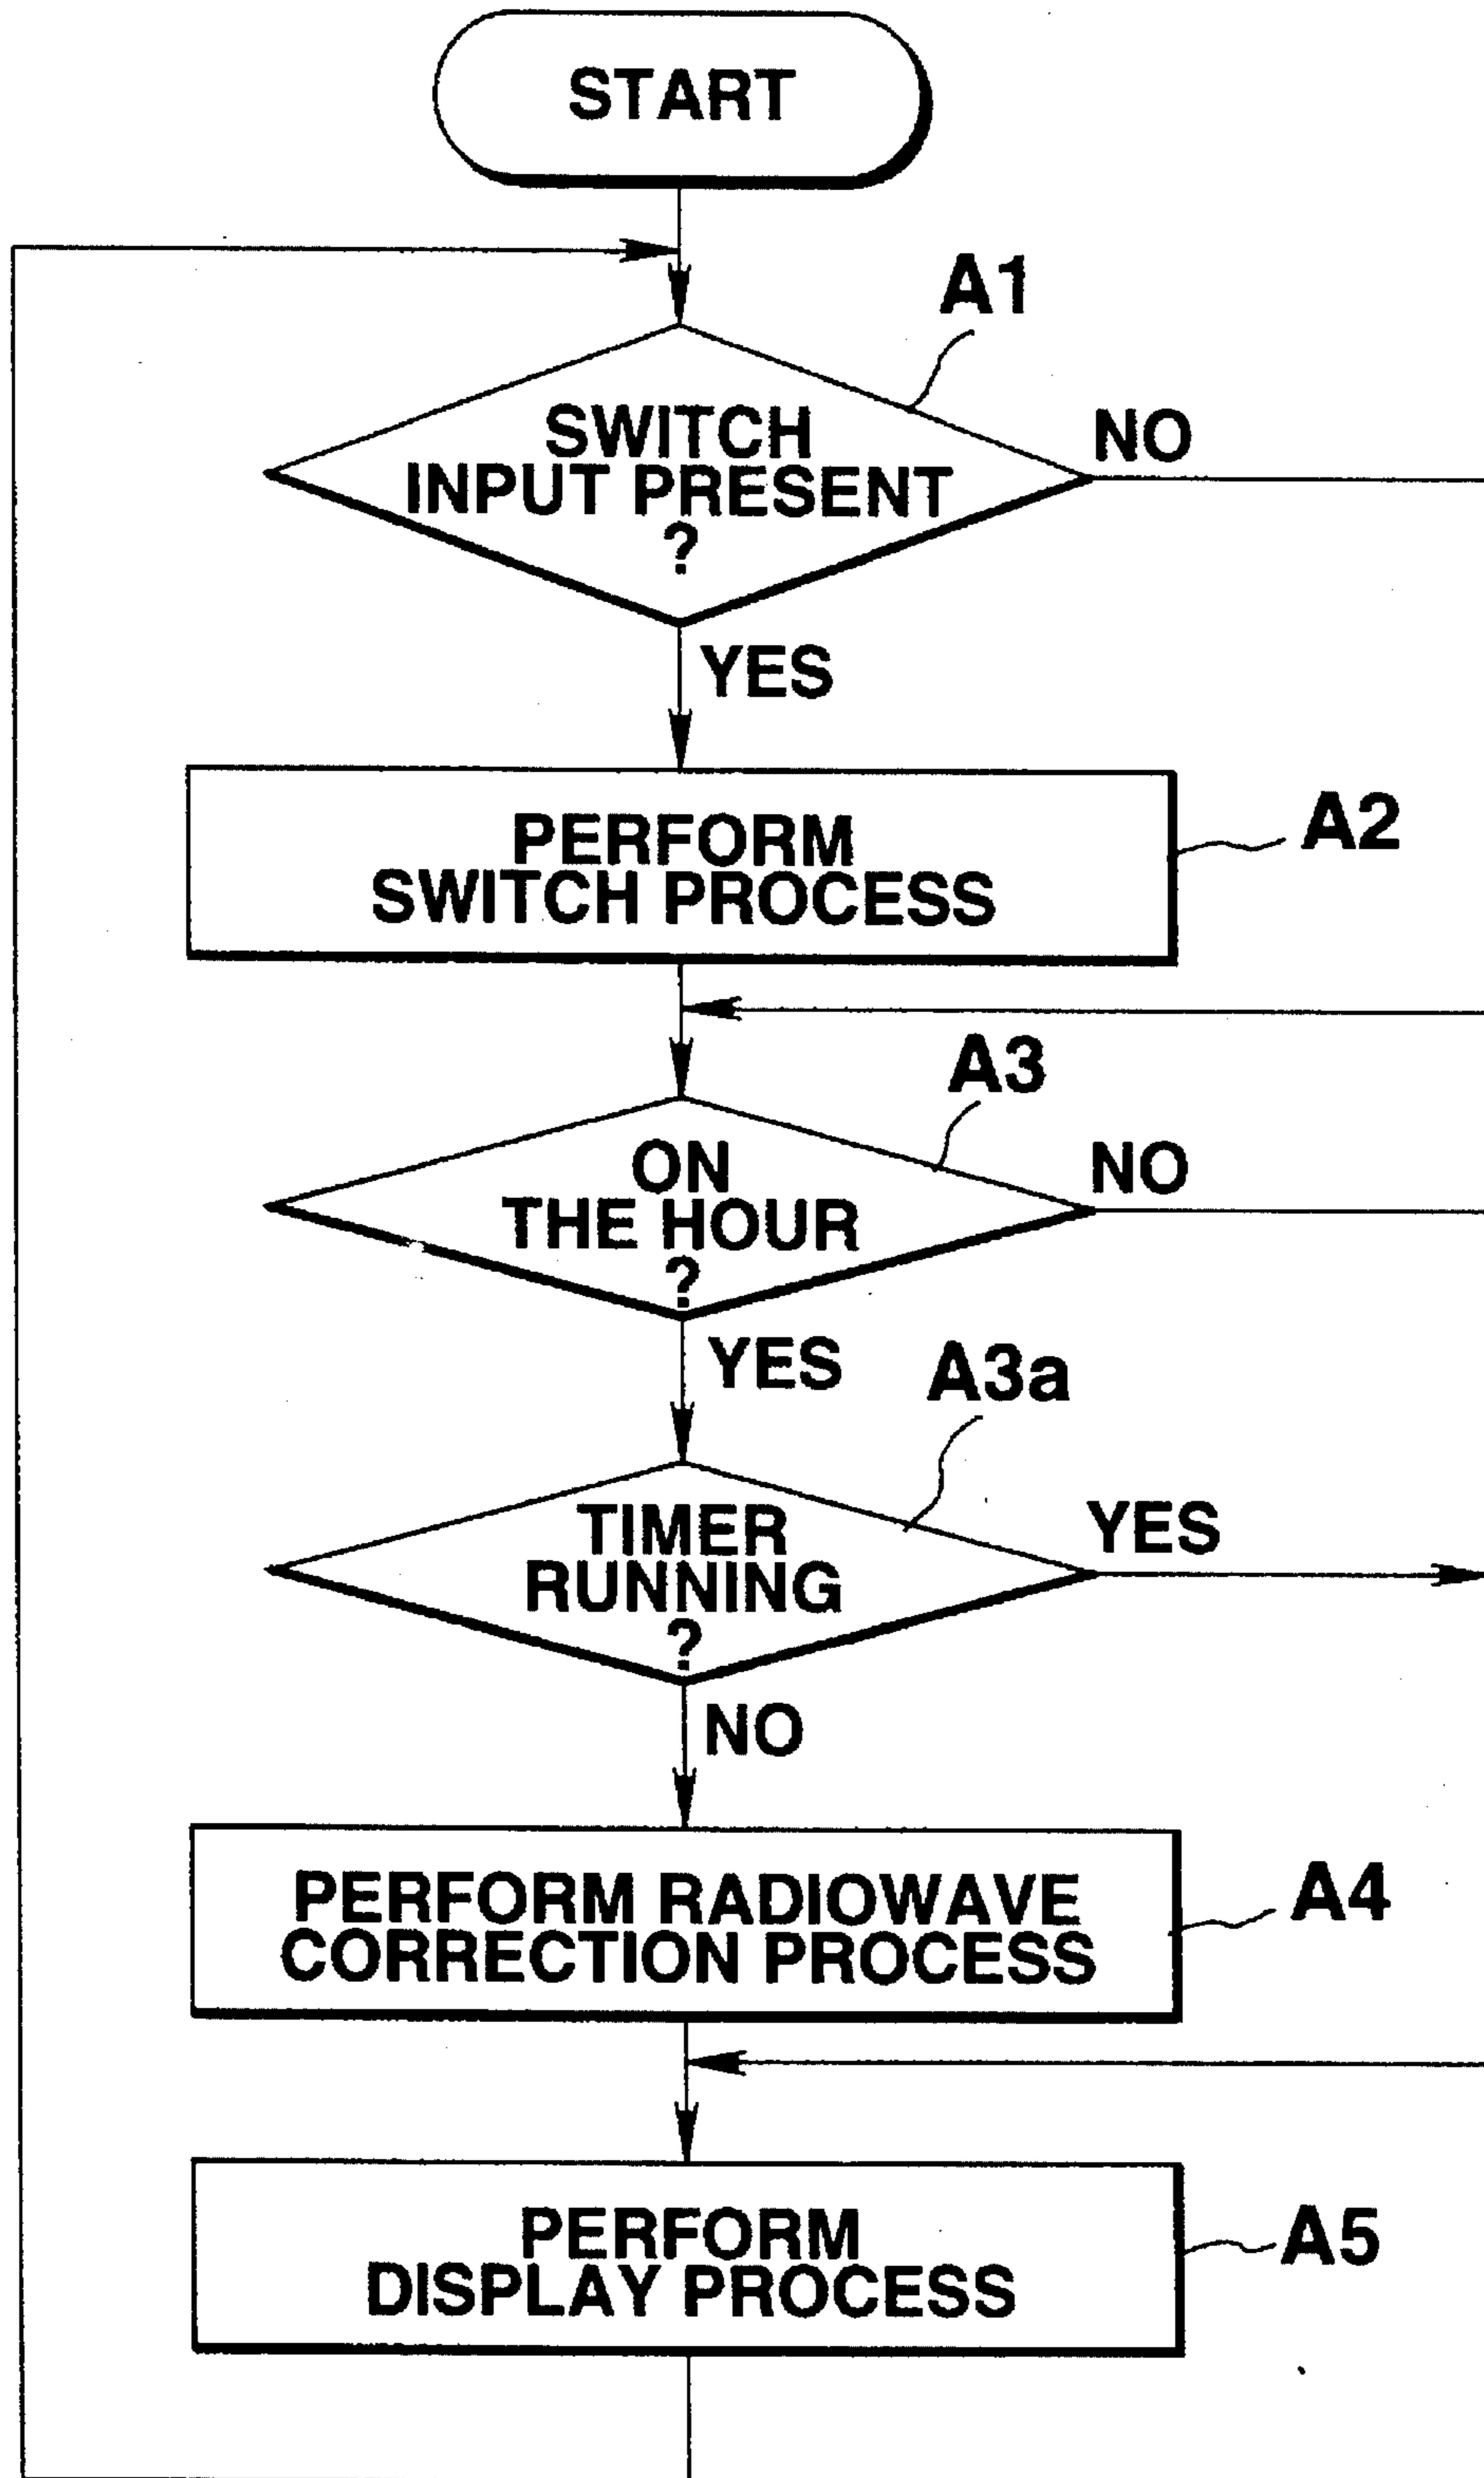 START
A1
SWITCH
INPUT PRESENT
?
NO
YES
PERFORM
SWITCH PROCESS
A2
A3
ON
THE HOUR
?
NO
YES
A3a
TIMER
RUNNING
?
YES
NO
PERFORM RADIOWAVE
CORRECTION PROCESS
A4
PERFORM
DISPLAY PROCESS
A5